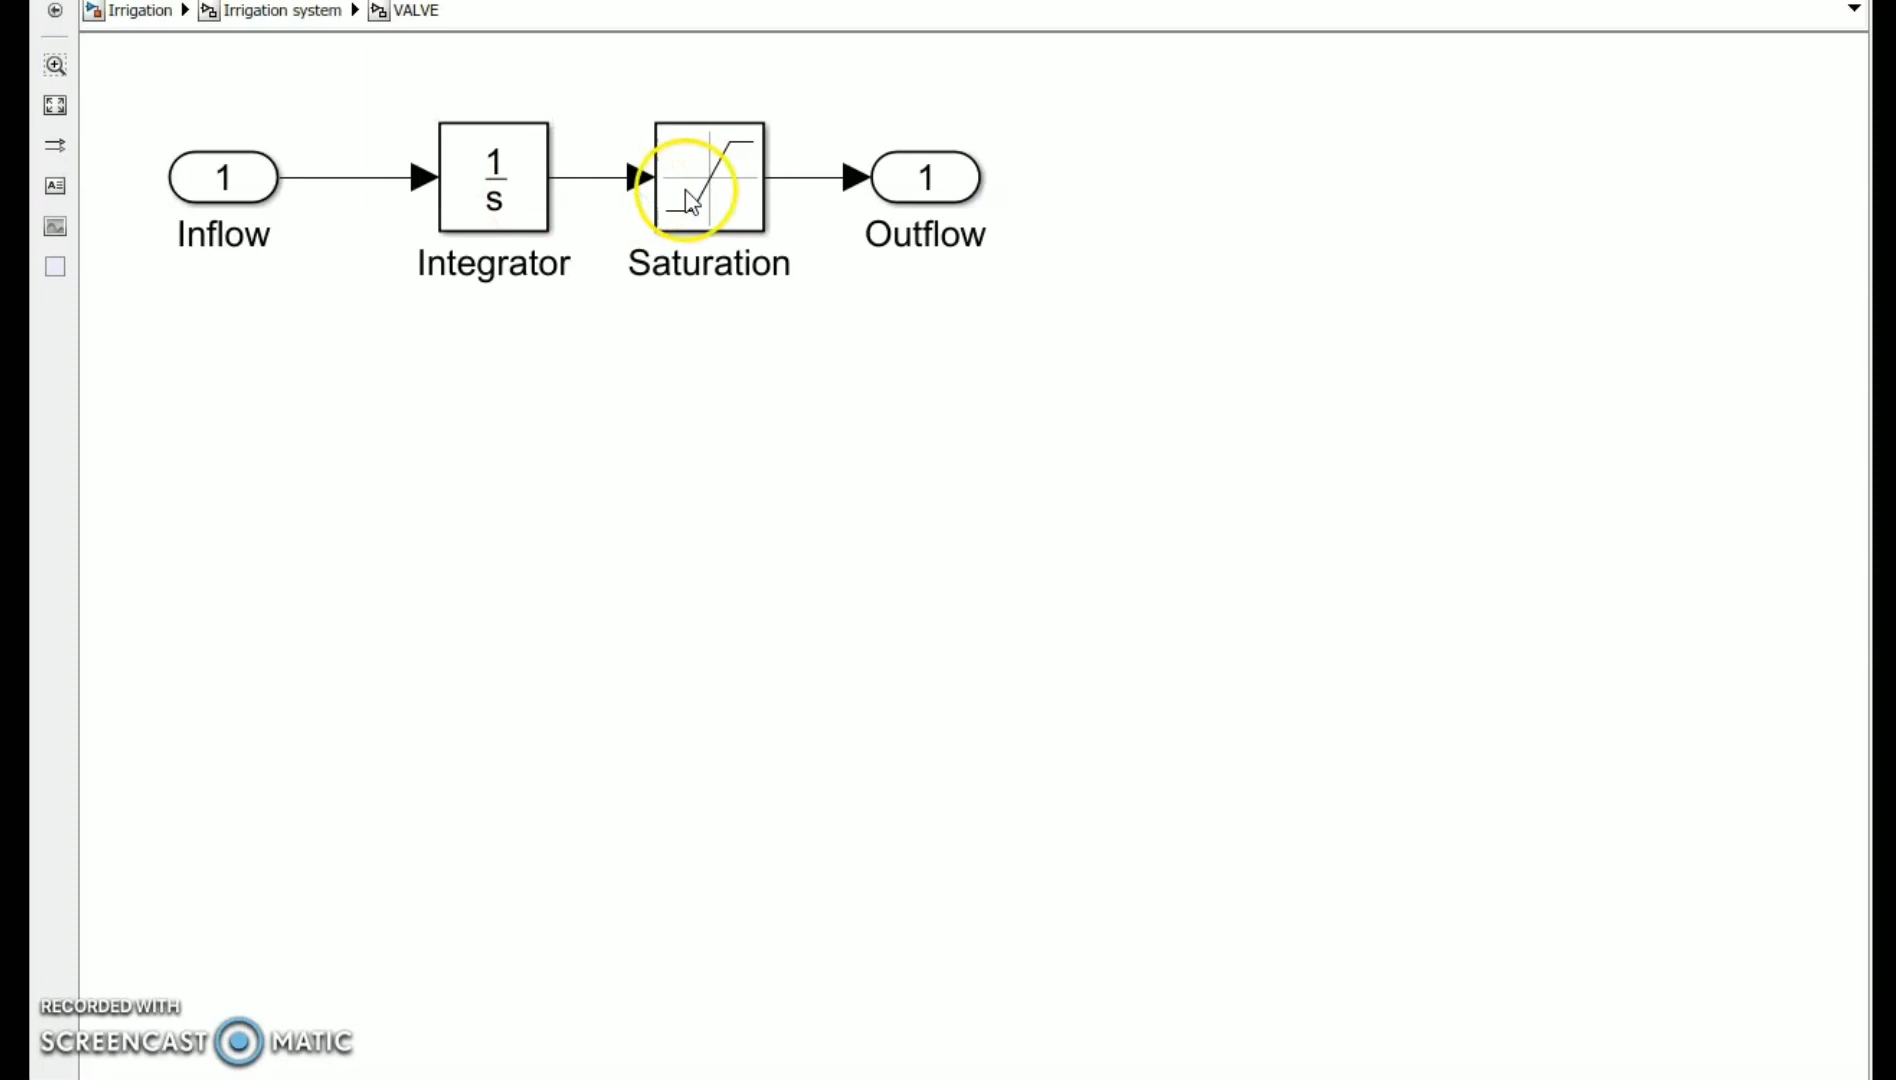 Irrigation Irrigation system VALVE
1 1/s 1
Inflow Integrator Saturation Outflow
A
RECORDED WITH
SCREENCAST MATIC